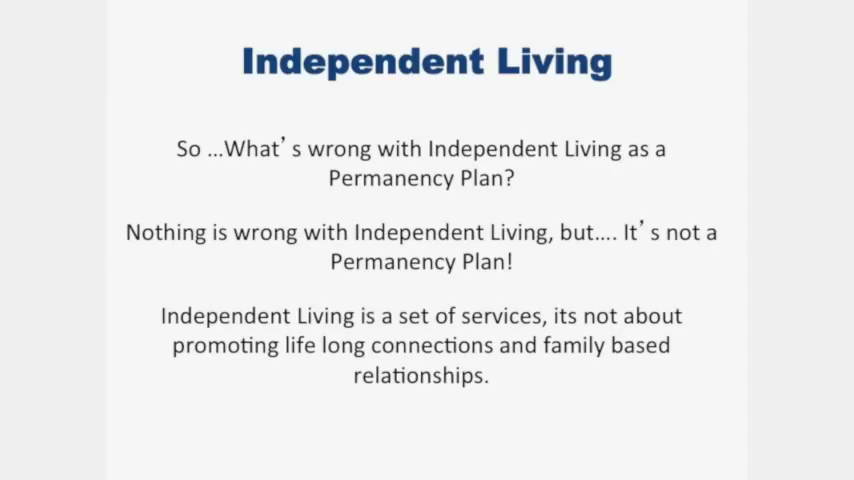 Independent Living
So ...What's wrong with Independent Living as a
Permanency Plan?
Nothing is wrong with Independent Living, but.... It's not a
Permanency Plan!
Independent Living is a set of services, its not about
promoting life long connections and family based
relationships.